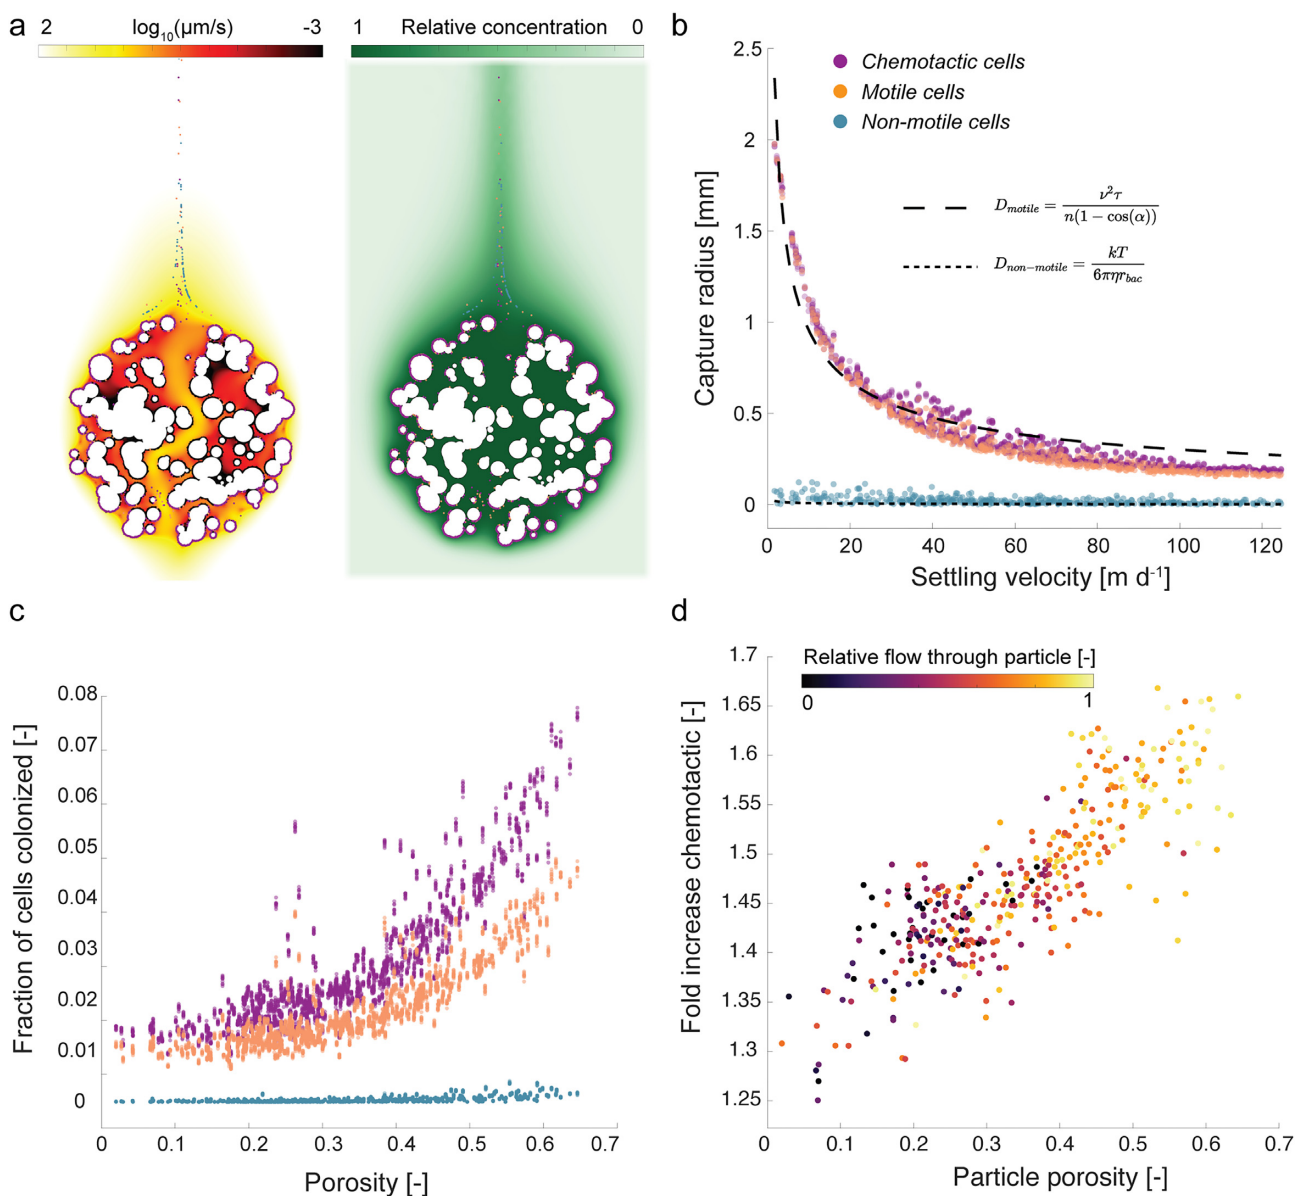 a
2 log10(μm/s) -3
1 Relative concentration 0
b
2.5
2
1.5
1
0.5
0
Capture radius [mm]
Chemotactic cells
Motile cells
Non-motile cells
D_motile = ν²τ / n(1 − cos(α))
D_non−motile = kT / 6πηr_bac
0 20 40 60 80 100 120
Settling velocity [m d⁻¹]
c
0.08
0.07
0.06
0.05
0.04
0.03
0.02
0.01
0
Fraction of cells colonized [-]
0 0.1 0.2 0.3 0.4 0.5 0.6 0.7
Porosity [-]
d
1.7
1.65
1.6
1.55
1.5
1.45
1.4
1.35
1.3
1.25
Fold increase chemotactic [-]
Relative flow through particle [-]
0 1
0 0.1 0.2 0.3 0.4 0.5 0.6 0.7
Particle porosity [-]